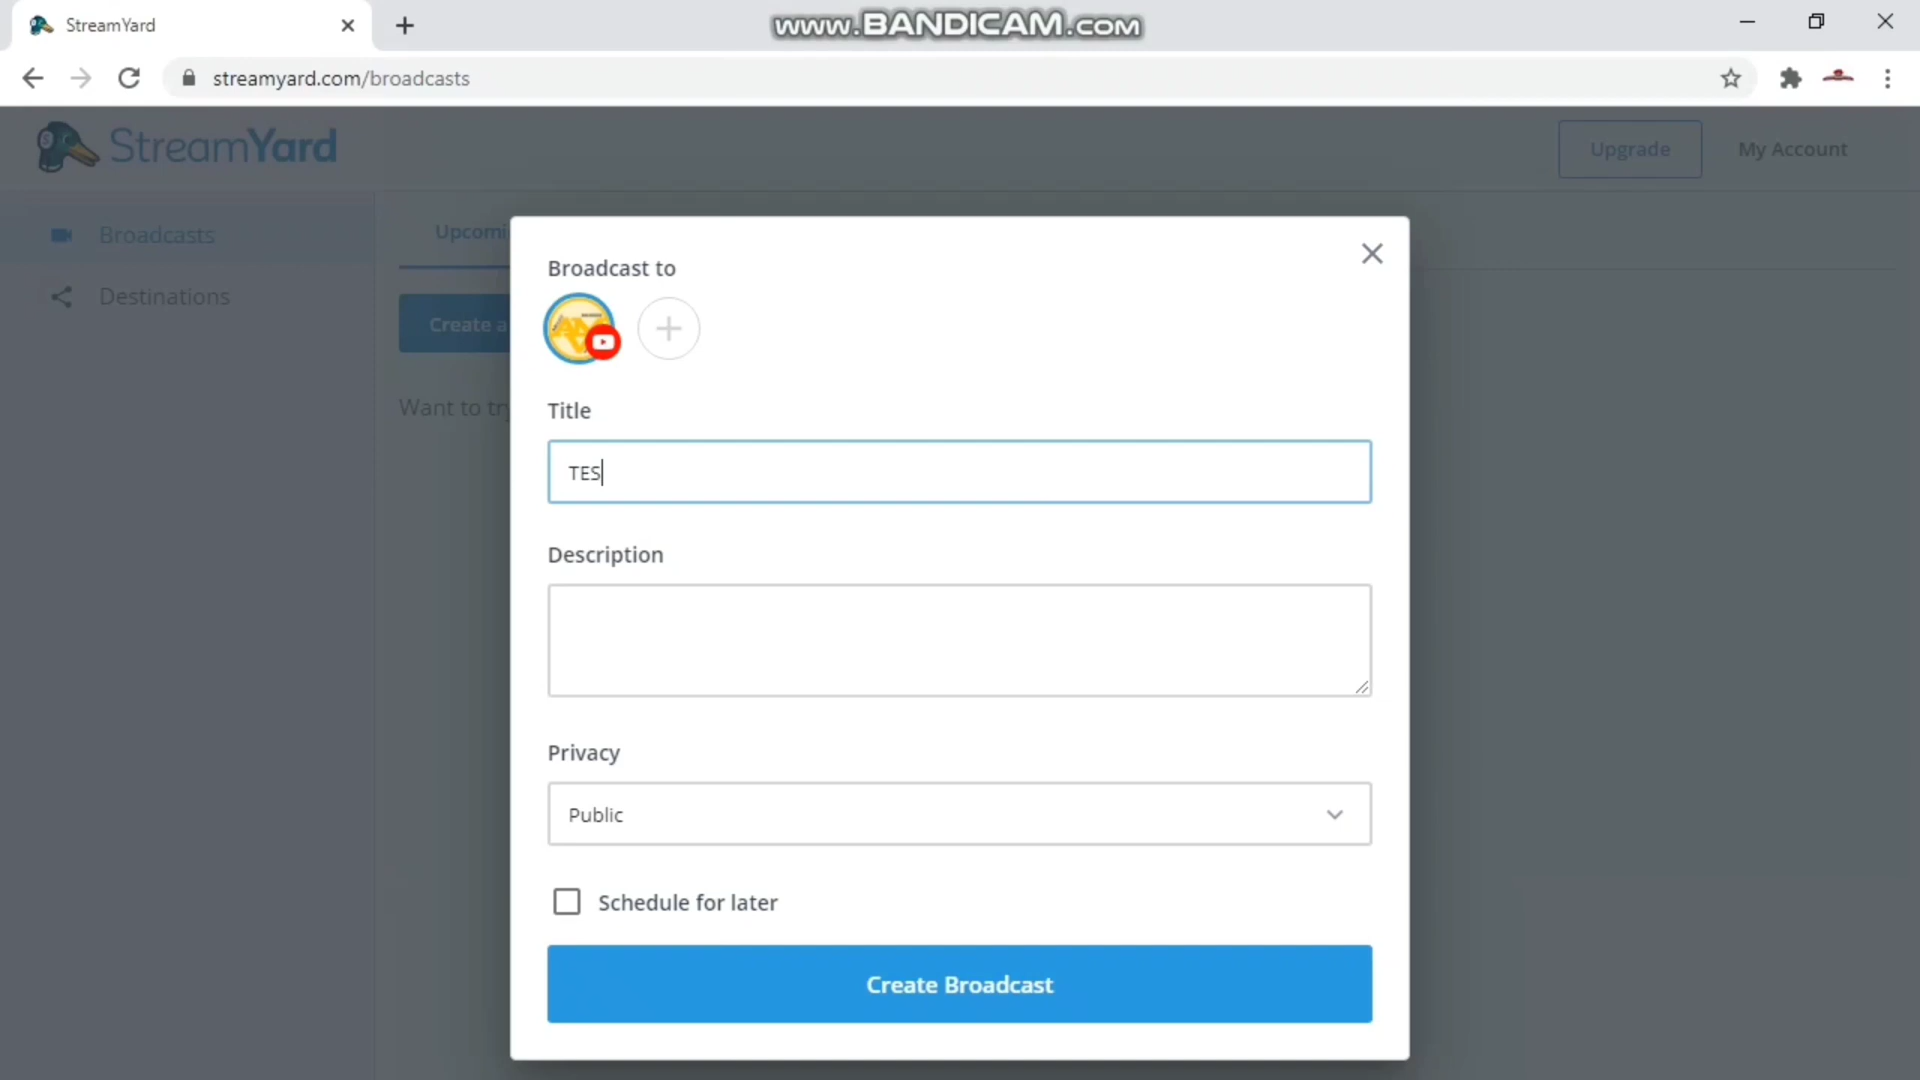 StreamYard
www.BANDICAM.com
streamyard.com/broadcasts
StreamYard
Upgrade
My Account
Broadcasts
Destinations
Upcomi
Create a
Want to try
Broadcast to
Title
TES
Description
Privacy
Public
Schedule for later
Create Broadcast